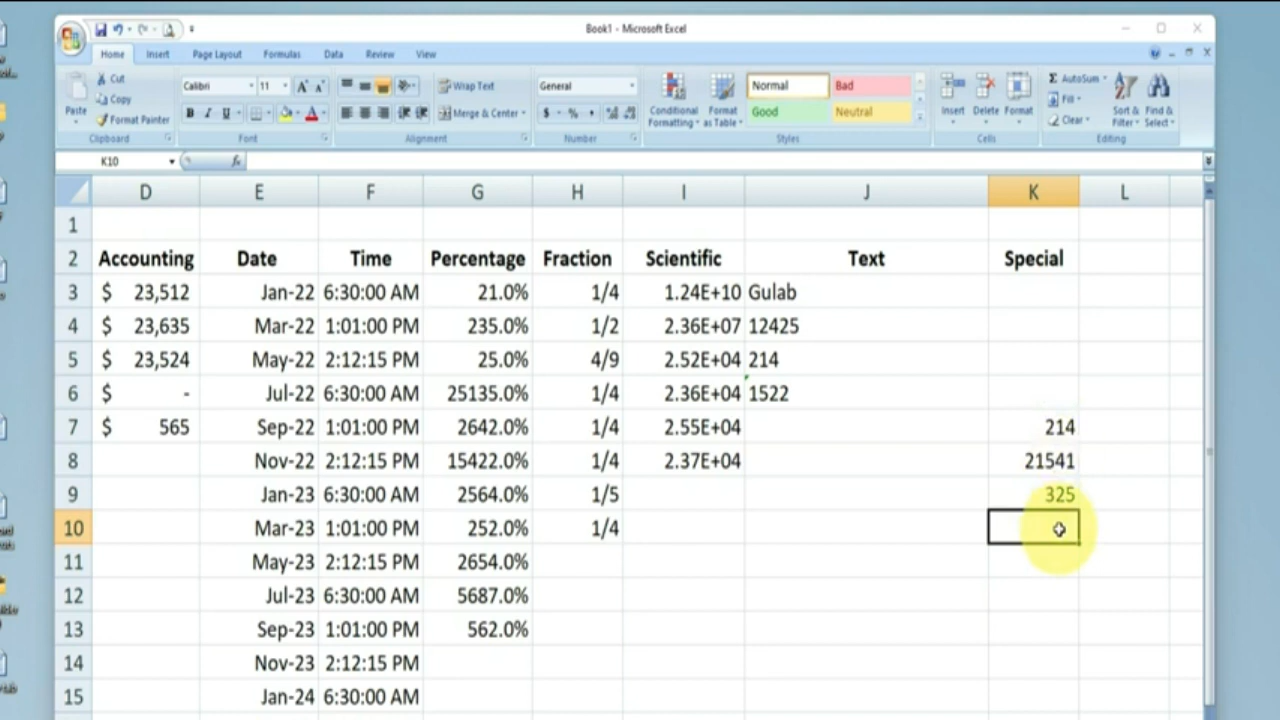 Book1 - Microsoft Excel
Home Insert Page Layout Formulas Data Review View
Paste Cut Copy Format Painter Clipboard
Calibri 11 A A B I U A Font
Wrap Text Merge & Center Alignment
General $ % , Number
Conditional Formatting Format as Table Normal Bad Good Neutral Styles
Insert Delete Format Cells
Σ AutoSum Fill Clear Sort & Filter Find & Select Editing
K10 fx
D E F G H I J K L
1
2 Accounting Date Time Percentage Fraction Scientific Text Special
3 $ 23,512 Jan-22 6:30:00 AM 21.0% 1/4 1.24E+10 Gulab
4 $ 23,635 Mar-22 1:01:00 PM 235.0% 1/2 2.36E+07 12425
5 $ 23,524 May-22 2:12:15 PM 25.0% 4/9 2.52E+04 214
6 $ - Jul-22 6:30:00 AM 25135.0% 1/4 2.36E+04 1522
7 $ 565 Sep-22 1:01:00 PM 2642.0% 1/4 2.55E+04 214
8 Nov-22 2:12:15 PM 15422.0% 1/4 2.37E+04 21541
9 Jan-23 6:30:00 AM 2564.0% 1/5 325
10 Mar-23 1:01:00 PM 252.0% 1/4
11 May-23 2:12:15 PM 2654.0%
12 Jul-23 6:30:00 AM 5687.0%
13 Sep-23 1:01:00 PM 562.0%
14 Nov-23 2:12:15 PM
15 Jan-24 6:30:00 AM